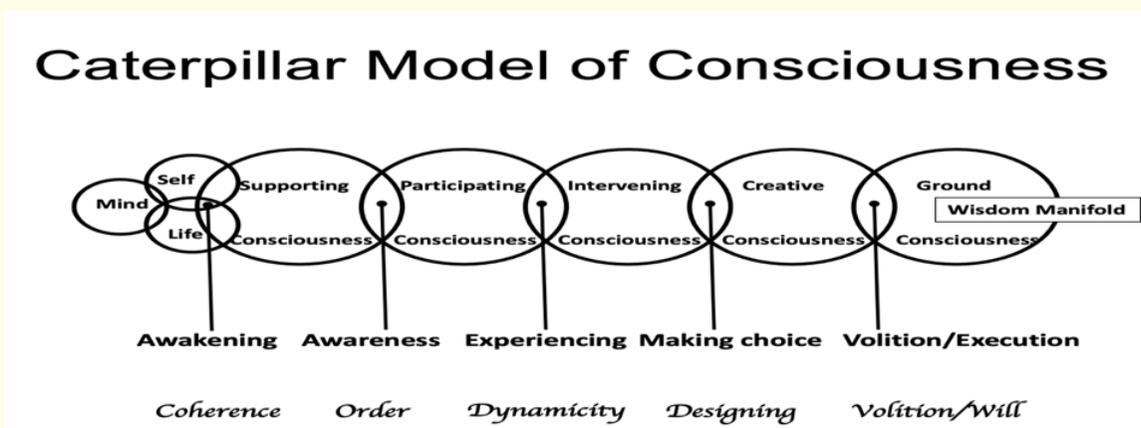 Caterpillar Model of Consciousness
Mind
Self
Life
Supporting Consciousness
Participating Consciousness
Intervening Consciousness
Creative Consciousness
Ground Consciousness
Wisdom Manifold
Awakening Awareness Experiencing Making choice Volition/Execution
Coherence Order Dynamicity Designing Volition/Will